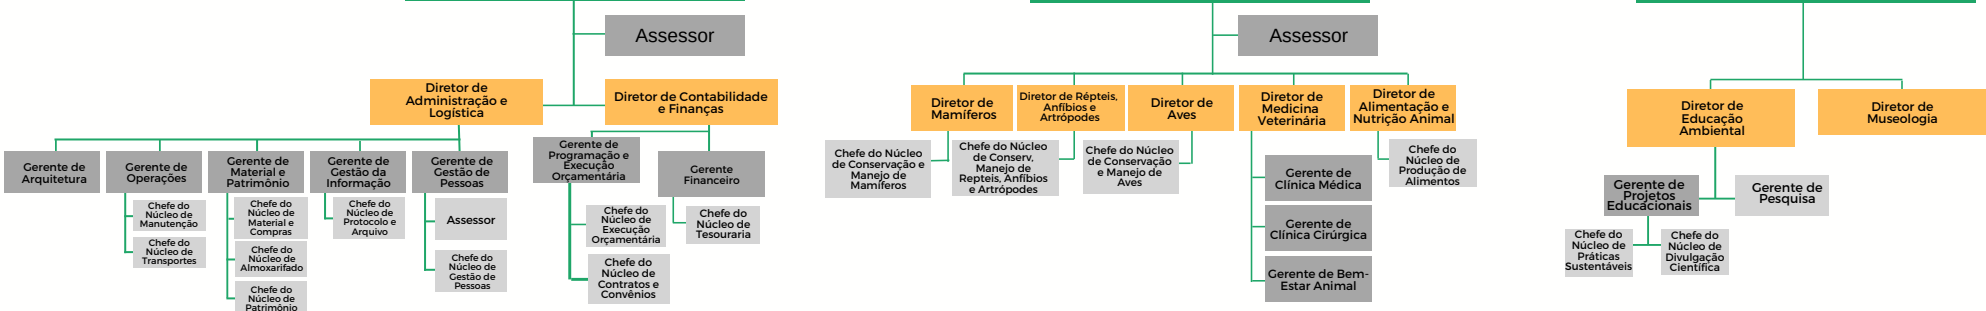 Assessor
Diretor de
Administração e
Logística
Diretor de Contabilidade
e Finanças
Gerente de
Arquitetura
Gerente de
Operações
Chefe do
Núcleo de
Manutenção
Chefe do
Núcleo de
Transportes
Gerente de
Material e
Patrimônio
Chefe do
Núcleo de
Material e
Compras
Chefe do
Núcleo de
Almoxarifado
Chefe do
Núcleo de
Patrimônio
Gerente de
Gestão da
Informação
Chefe do
Núcleo de
Protocolo e
Arquivo
Gerente de
Gestão de
Pessoas
Assessor
Chefe do
Núcleo de
Gestão de
Pessoas
Gerente de
Programação e
Execução
Orçamentária
Chefe do
Núcleo de
Execução
Orçamentária
Chefe do
Núcleo de
Contratos e
Convênios
Gerente
Financeiro
Chefe do
Núcleo de
Tesouraria
Assessor
Diretor de
Mamíferos
Chefe do Núcleo
de Conservação e
Manejo de
Mamíferos
Diretor de Répteis,
Anfíbios e
Artrópodes
Chefe do Núcleo
de Conserv,
Manejo de
Repteis, Anfíbios
e Artrópodes
Diretor de
Aves
Chefe do Núcleo
de Conservação
e Manejo de
Aves
Diretor de
Medicina
Veterinária
Gerente de
Clínica Médica
Gerente de
Clínica Cirúrgica
Gerente de Bem-
Estar Animal
Diretor de
Alimentação e
Nutrição Animal
Chefe do
Núcleo de
Produção de
Alimentos
Diretor de
Educação
Ambiental
Gerente de
Projetos
Educacionais
Chefe do
Núcleo de
Práticas
Sustentáveis
Chefe do
Núcleo de
Divulgação
Científica
Gerente de
Pesquisa
Diretor de
Museologia